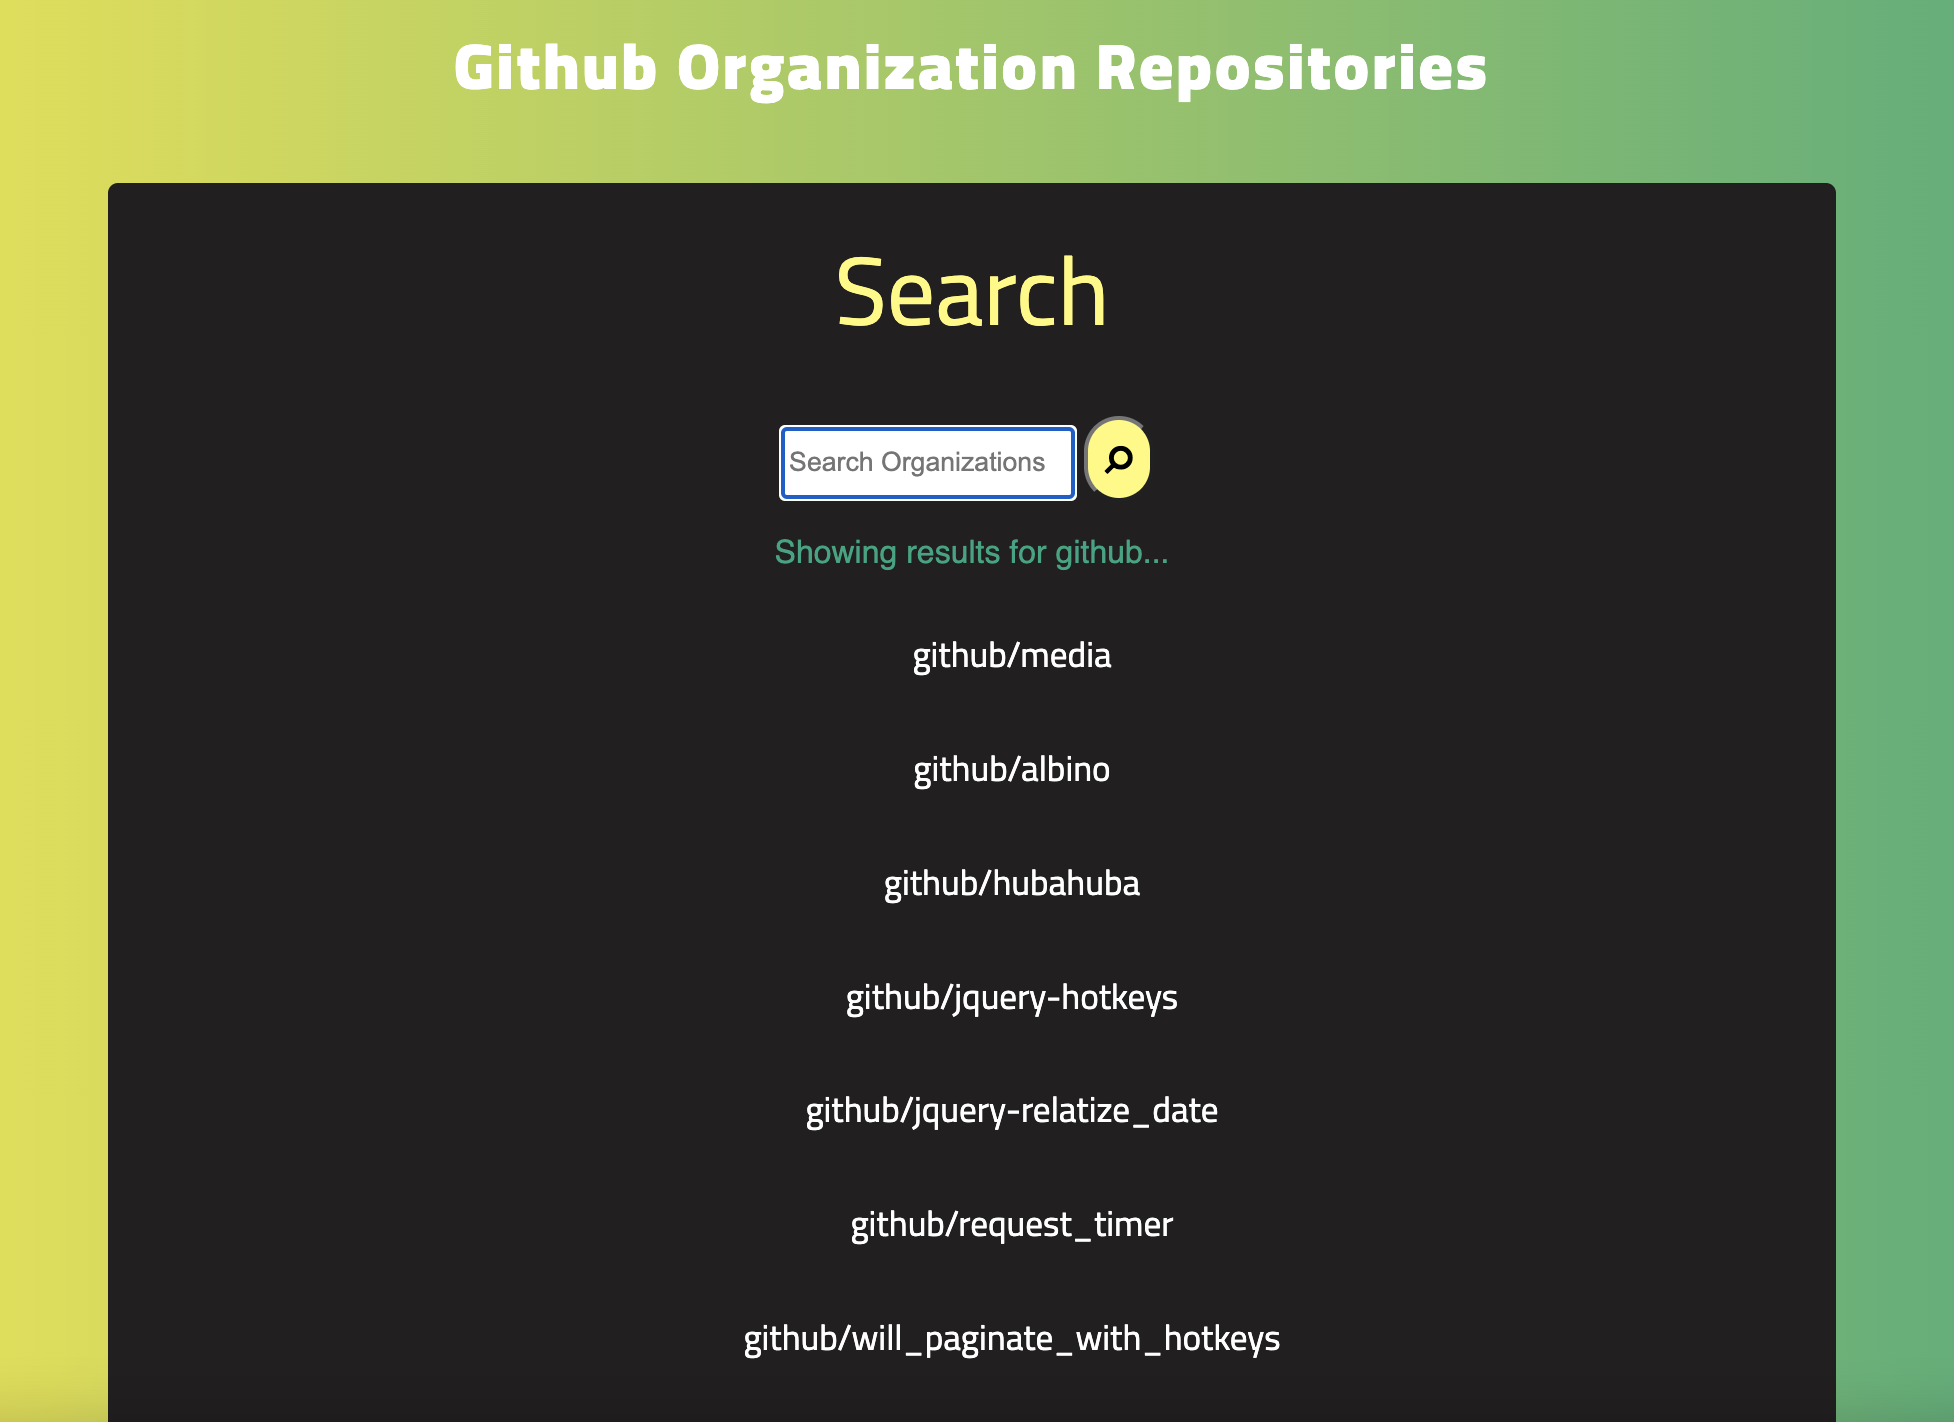 Github Organization Repositories
Search
Search Organizations
Showing results for github...
github/media
github/albino
github/hubahuba
github/jquery-hotkeys
github/jquery-relatize_date
github/request_timer
github/will_paginate_with_hotkeys